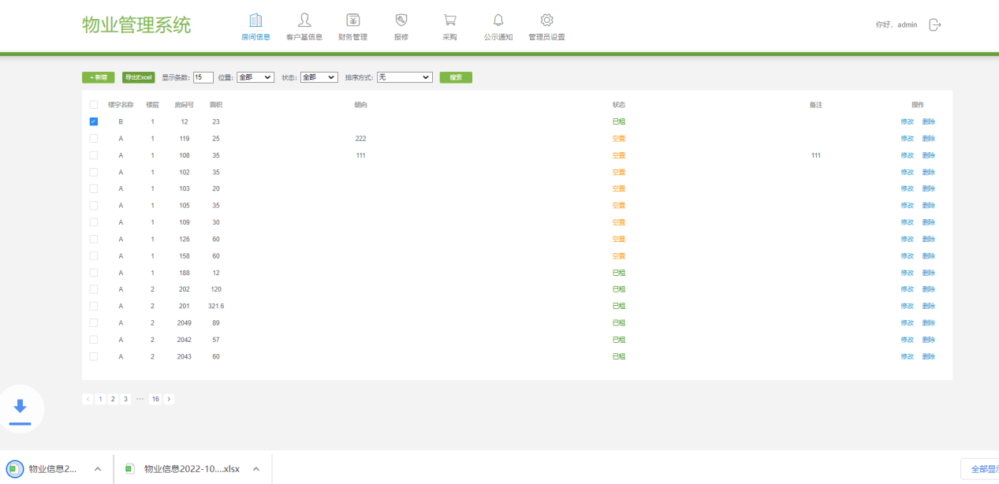 物业管理系统
房间信息 客户基信息 财务管理 报修 采购 公示通知 管理员设置
你好，admin
+新增 导出Excel 显示条数: 15 位置: 全部 状态: 全部 排序方式: 无 搜索
楼宇名称 楼层 房间号 面积 朝向 状态 备注 操作
B 1 12 23 已租 修改 删除
A 1 119 25 222 空置 修改 删除
A 1 108 35 111 空置 111 修改 删除
A 1 102 35 空置 修改 删除
A 1 103 20 空置 修改 删除
A 1 105 35 空置 修改 删除
A 1 109 30 空置 修改 删除
A 1 126 60 空置 修改 删除
A 1 158 60 空置 修改 删除
A 1 188 12 已租 修改 删除
A 2 202 120 已租 修改 删除
A 2 201 321.6 已租 修改 删除
A 2 2049 89 已租 修改 删除
A 2 2042 57 已租 修改 删除
A 2 2043 60 已租 修改 删除
< 1 2 3 ··· 16 >
物业信息2... 物业信息2022-10....xlsx 全部显示